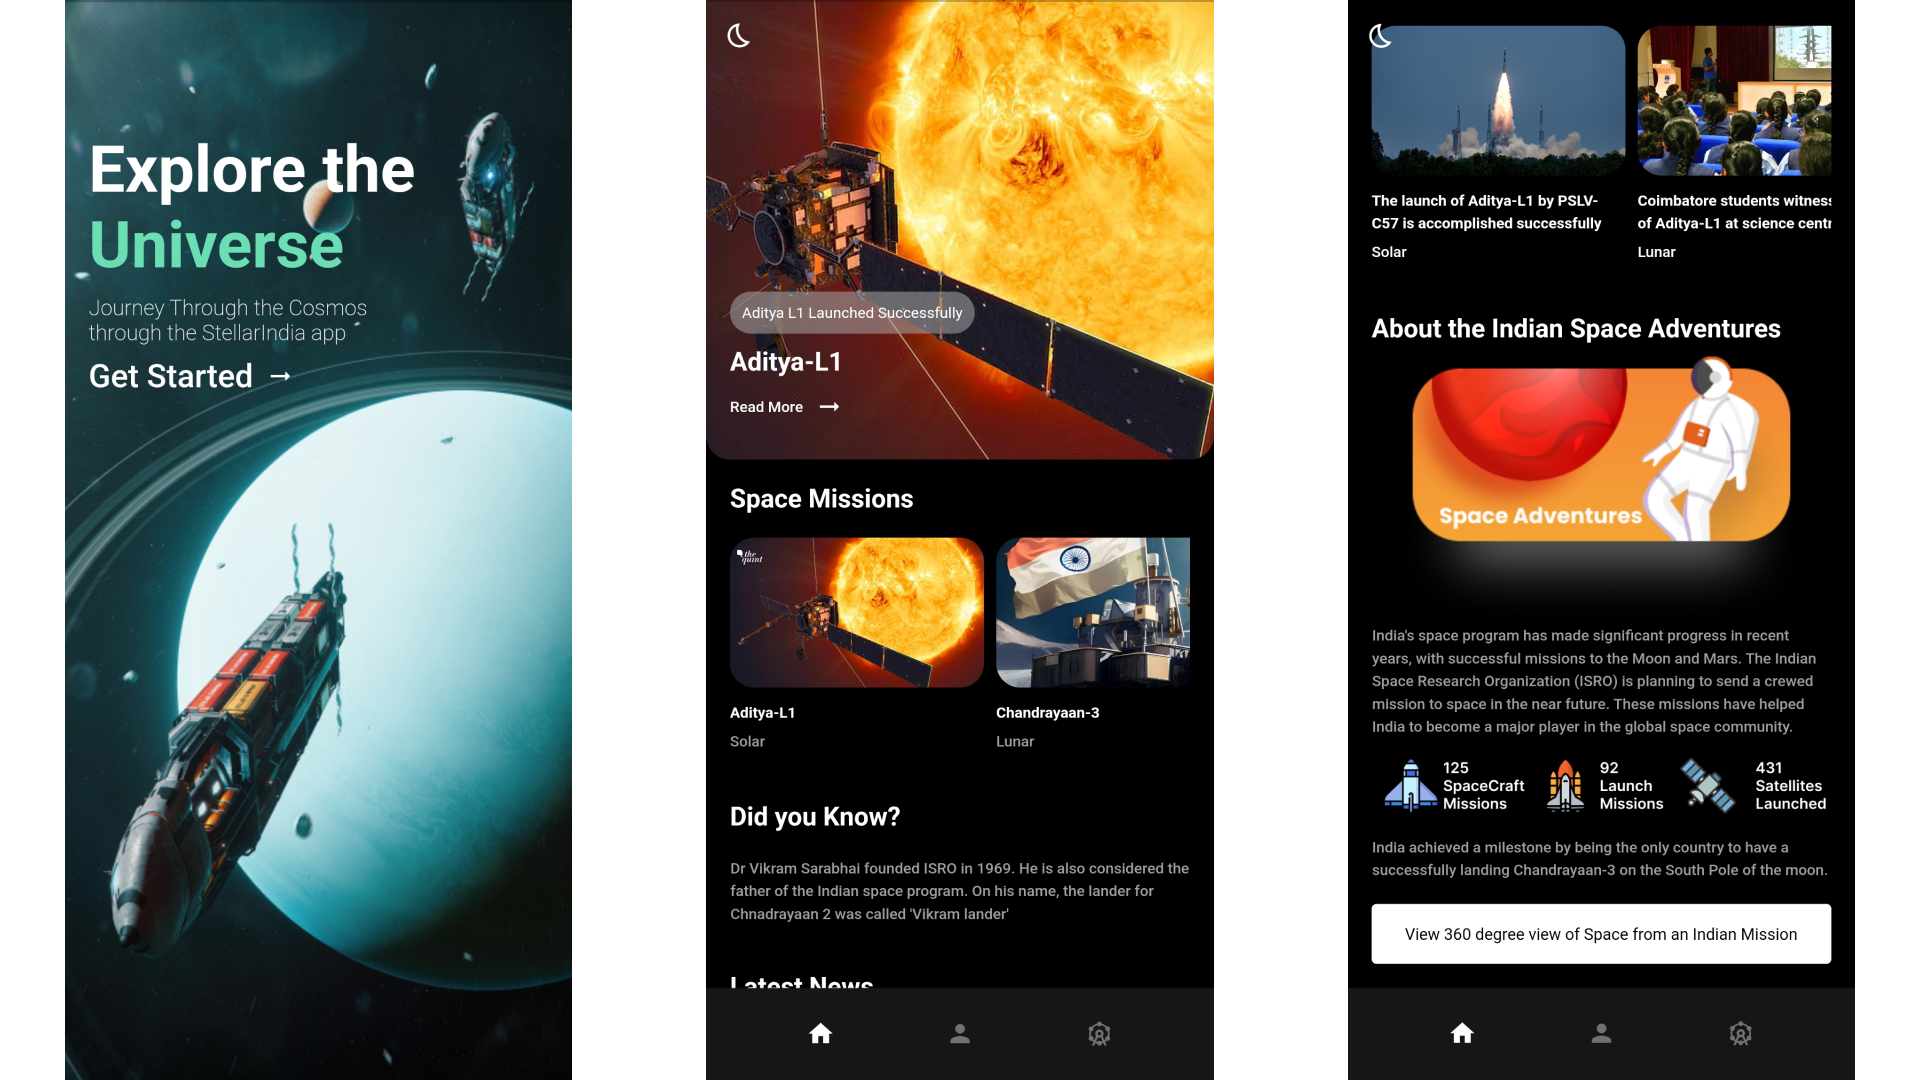 Explore the
Universe
Journey Through the Cosmos
through the StellarIndia app
Get Started →
Aditya L1 Launched Successfully
Aditya-L1
Read More →
Space Missions
the
quint
Aditya-L1
Solar
Chandrayaan-3
Lunar
Did you Know?
Dr Vikram Sarabhai founded ISRO in 1969. He is also considered the
father of the Indian space program. On his name, the lander for
Chnadrayaan 2 was called 'Vikram lander'
Latest News
The launch of Aditya-L1 by PSLV-
C57 is accomplished successfully
Solar
Coimbatore students witness
of Aditya-L1 at science centr
Lunar
About the Indian Space Adventures
Space Adventures
India's space program has made significant progress in recent
years, with successful missions to the Moon and Mars. The Indian
Space Research Organization (ISRO) is planning to send a crewed
mission to space in the near future. These missions have helped
India to become a major player in the global space community.
125
SpaceCraft
Missions
92
Launch
Missions
431
Satellites
Launched
India achieved a milestone by being the only country to have a
successfully landing Chandrayaan-3 on the South Pole of the moon.
View 360 degree view of Space from an Indian Mission